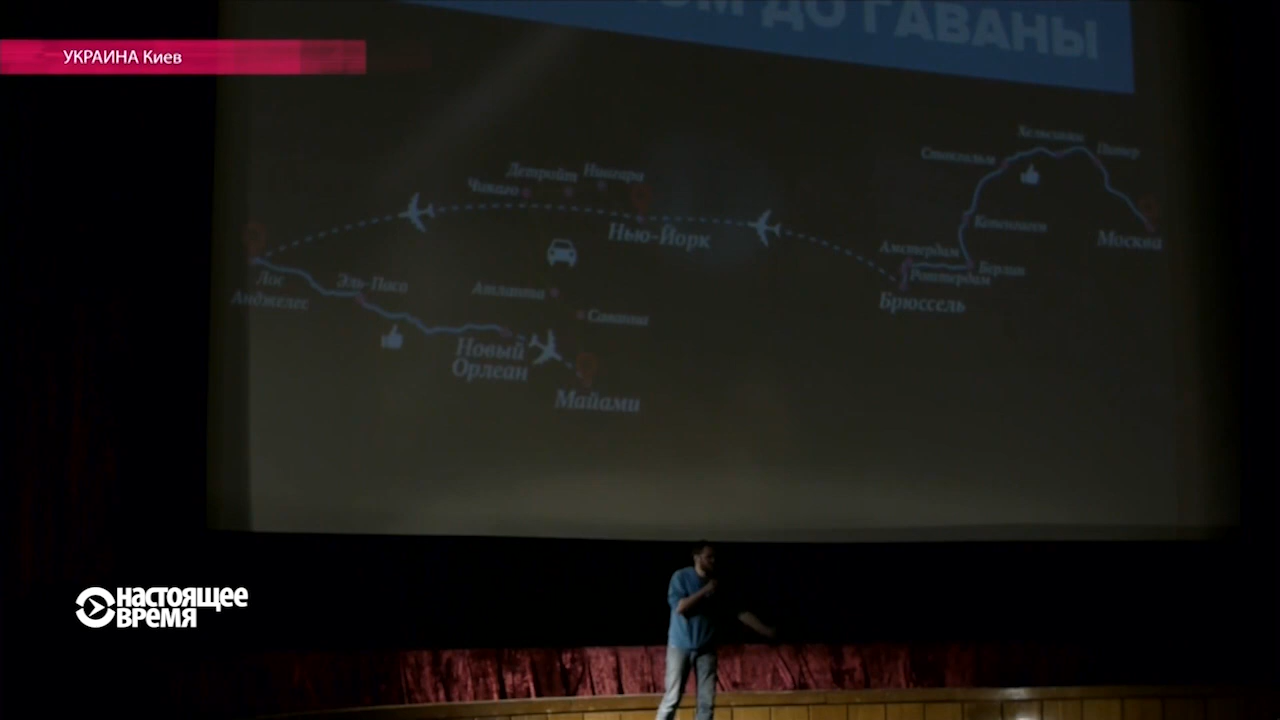 УКРАИНА Киев
ДО ГАВАНЫ
Хельсинки
Питер
Стокгольм
Детройт
Ниагара
Чикаго
Копенгаген
Нью-Йорк
Москва
Амстердам
Берлин
Роттердам
Лос
Анджелес
Эль-Пасо
Атланта
Брюссель
Саванна
Новый
Орлеан
Майами
НАСТОЯЩЕЕ
ВРЕМЯ